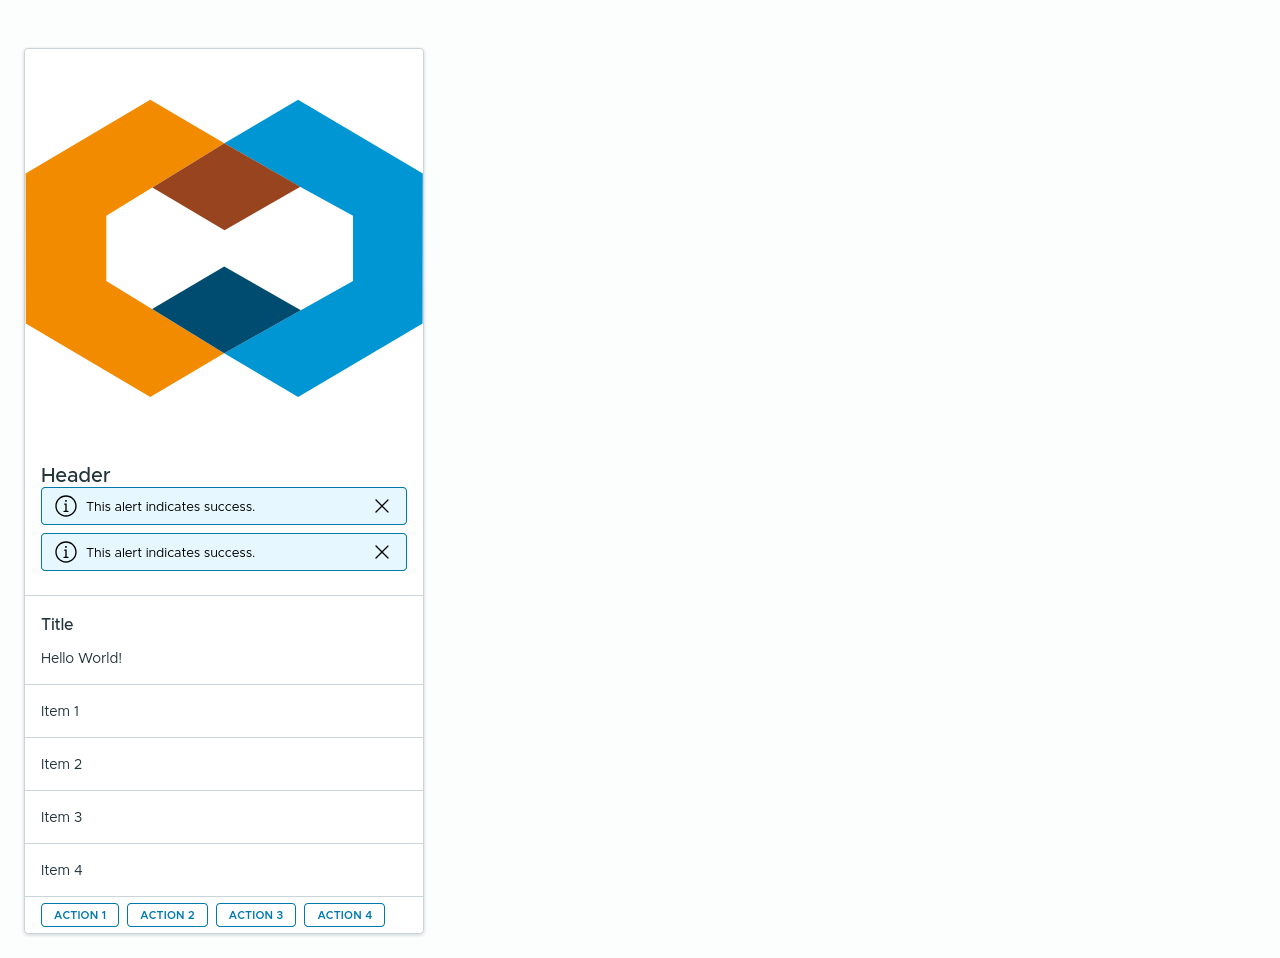 Header
This alert indicates success.
This alert indicates success.
Title
Hello World!
Item 1
Item 2
Item 3
Item 4
ACTION 1 ACTION 2 ACTION 3 ACTION 4